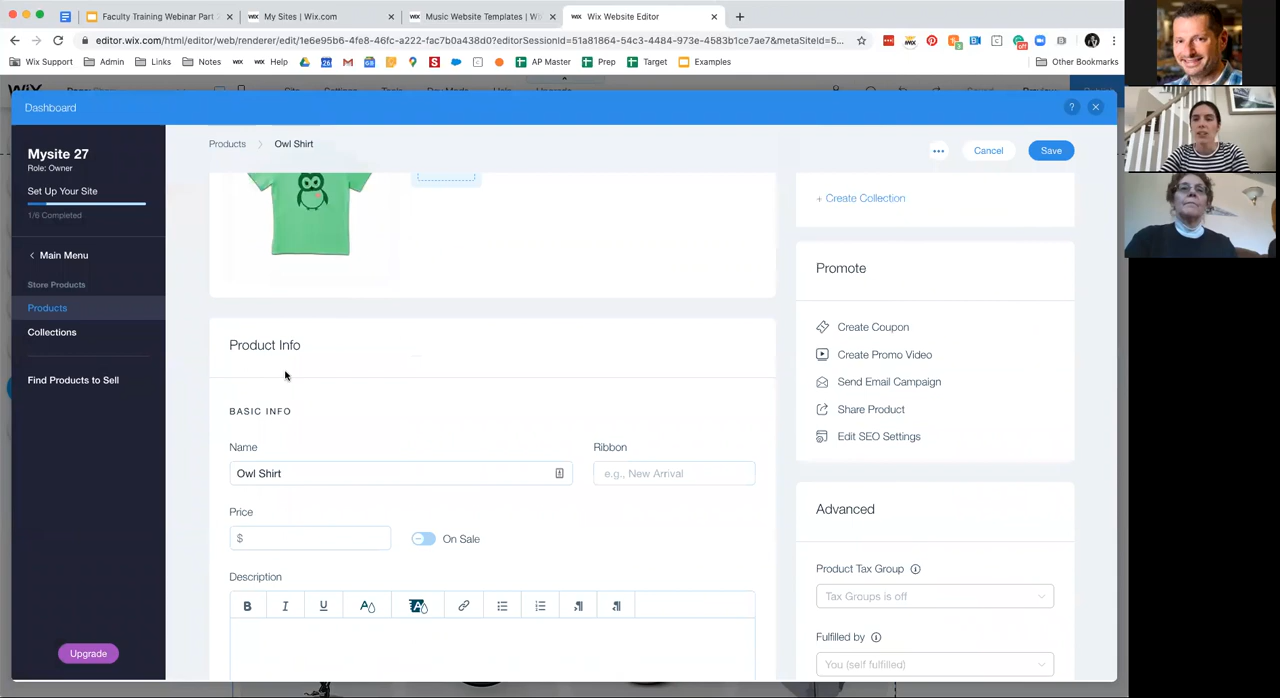 Faculty Training Webinar Part
My Sites | Wix.com
Music Website Templates | W
Wix Website Editor
editor.wix.com/html/editor/web/renderer/edit/1e6e95b6-4fe8-46fc-a222-fac7b0a438d0?editorSessionId=51a81864-54c3-4484-973e-4583b1ce7ae7&metaSiteId=5...
Wix Support
Admin
Links
Notes
Wix
Help
AP Master
Prep
Target
Examples
Other Bookmarks
Dashboard
Mysite 27
Role: Owner
Set Up Your Site
1/6 Completed
Main Menu
Store Products
Products
Collections
Find Products to Sell
Upgrade
Products > Owl Shirt
Cancel
Save
Product Info
BASIC INFO
Name
Owl Shirt
Ribbon
e.g., New Arrival
Price
$
On Sale
Description
B I U
+ Create Collection
Promote
Create Coupon
Create Promo Video
Send Email Campaign
Share Product
Edit SEO Settings
Advanced
Product Tax Group
Tax Groups is off
Fulfilled by
You (self fulfilled)